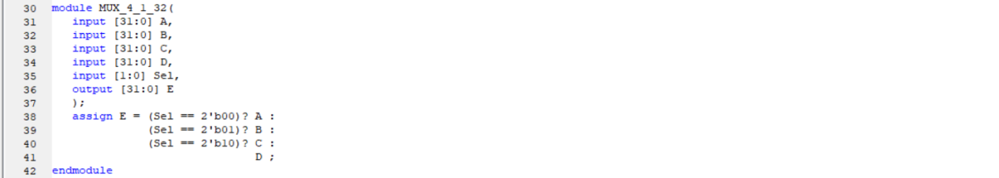 30 module MUX_4_1_32(
31 input [31:0] A,
32 input [31:0] B,
33 input [31:0] C,
34 input [31:0] D,
35 input [1:0] Sel,
36 output [31:0] E
37 );
38 assign E = (Sel == 2'b00)? A :
39 (Sel == 2'b01)? B :
40 (Sel == 2'b10)? C :
41 D ;
42 endmodule